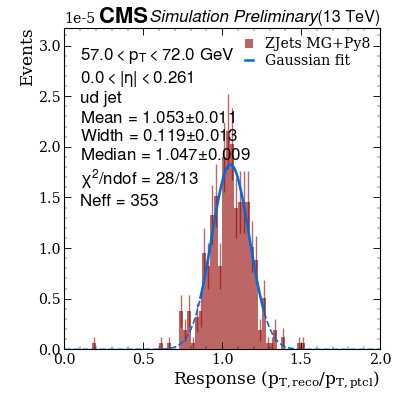 1e-5 CMS Simulation Preliminary (13 TeV)
Events
57.0 < pT < 72.0 GeV
0.0 < |η| < 0.261
ud jet
Mean = 1.053±0.011
Width = 0.119±0.013
Median = 1.047±0.009
χ²/ndof = 28/13
Neff = 353
ZJets MG+Py8
Gaussian fit
3.0
2.5
2.0
1.5
1.0
0.5
0.0
0.0 0.5 1.0 1.5 2.0
Response (pT,reco/pT,ptcl)